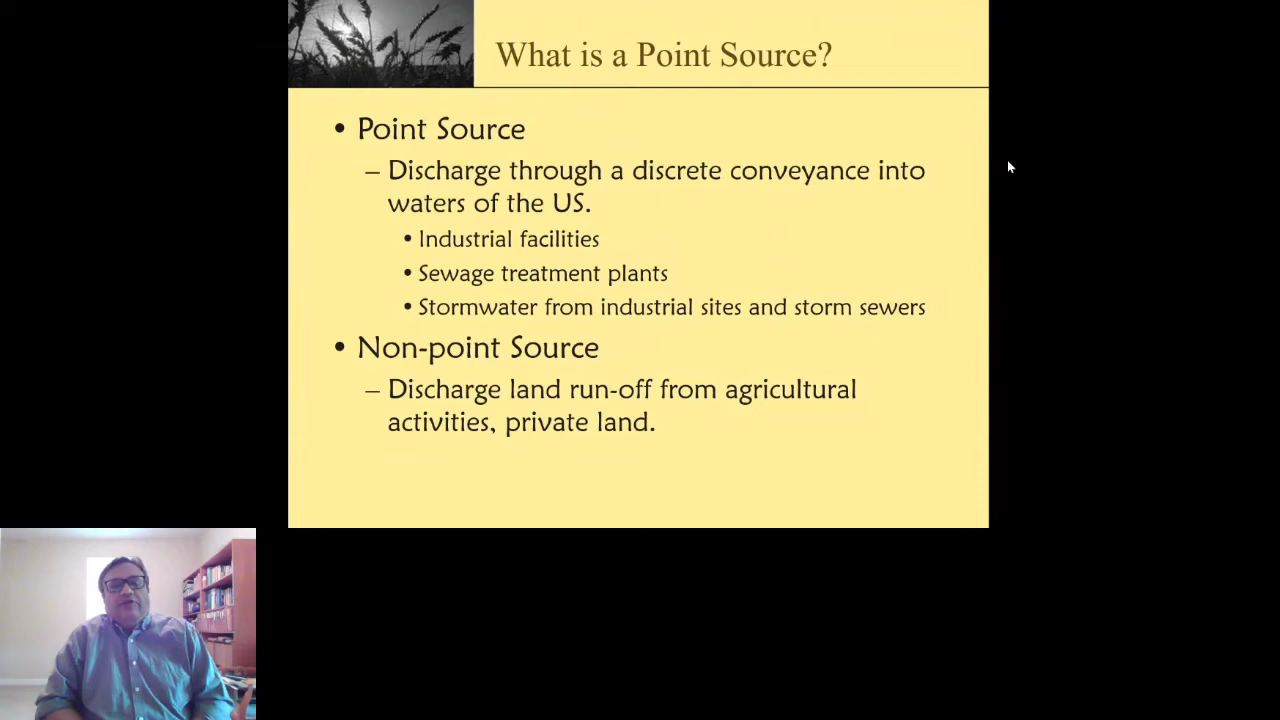 What is a Point Source?
• Point Source
– Discharge through a discrete conveyance into
waters of the US.
• Industrial facilities
• Sewage treatment plants
• Stormwater from industrial sites and storm sewers
• Non-point Source
– Discharge land run-off from agricultural
activities, private land.